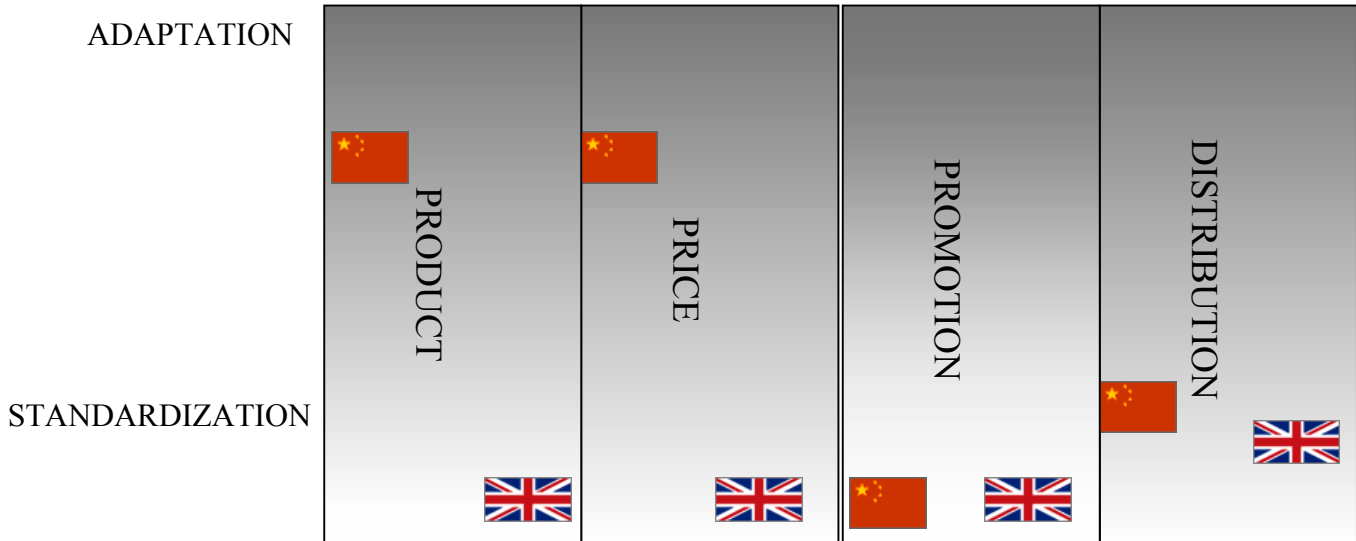 ADAPTATION
PRODUCT
PRICE
PROMOTION
DISTRIBUTION
STANDARDIZATION